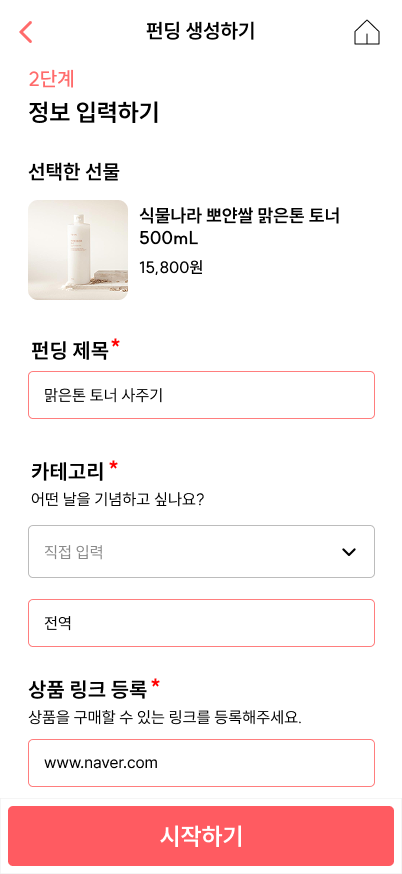 펀딩 생성하기
2단계
정보 입력하기
선택한 선물
식물나라 뽀얀쌀 맑은톤 토너
500mL
15,800원
펀딩 제목*
맑은톤 토너 사주기
카테고리*
어떤 날을 기념하고 싶나요?
직접 입력
전역
상품 링크 등록*
상품을 구매할 수 있는 링크를 등록해주세요.
www.naver.com
시작하기